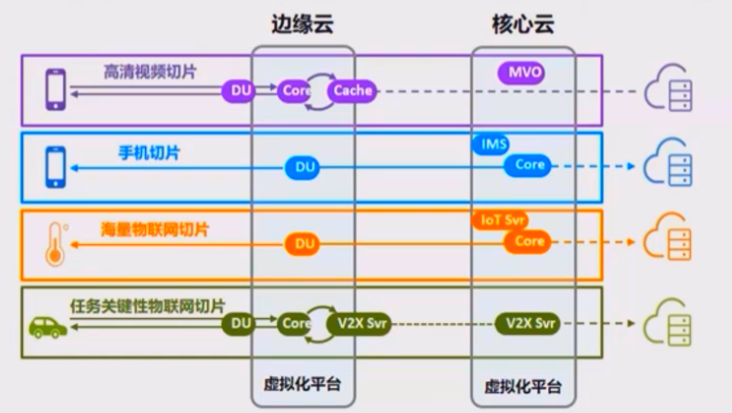 边缘云
核心云
高清视频切片
MVO
DU
Core
Cache
手机切片
IMS
DU
Core
海量物联网切片
IoT Svr
DU
Core
任务关键性物联网切片
DU
Core
V2X Svr
V2X Svr
虚拟化平台
虚拟化平台